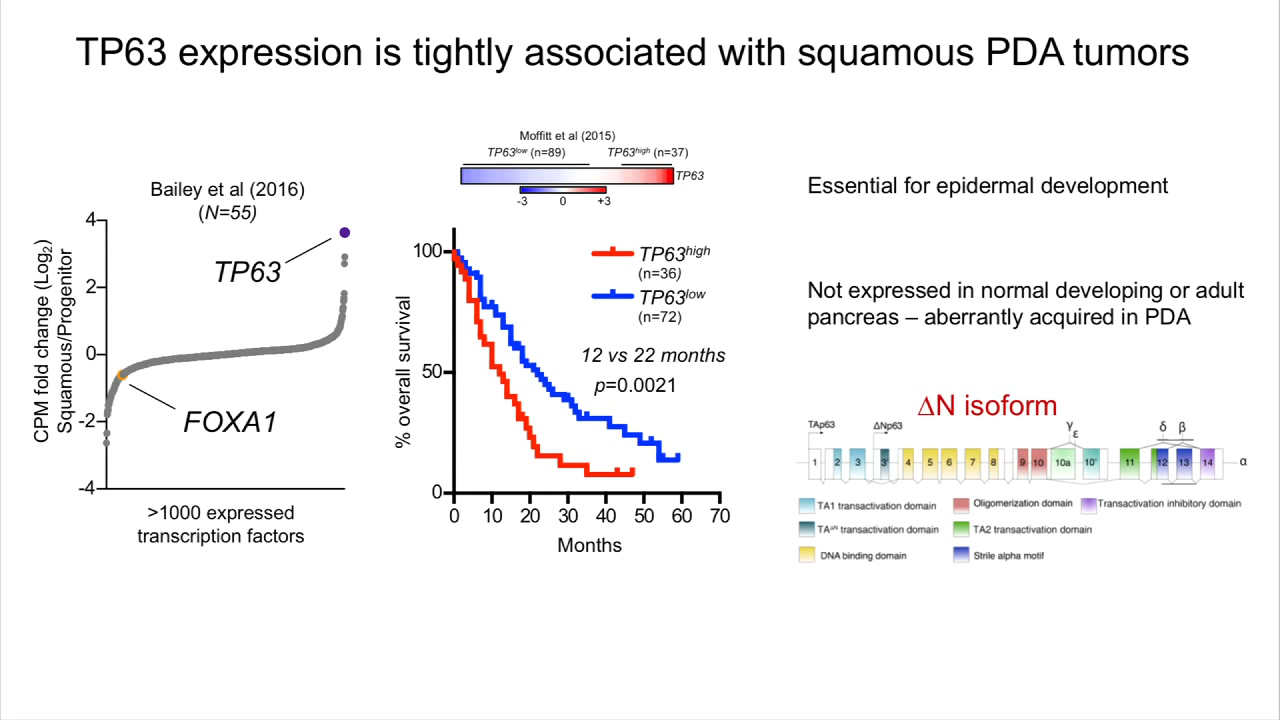 TP63 expression is tightly associated with squamous PDA tumors
Bailey et al (2016)
(N=55)
CPM fold change (Log2)
Squamous/Progenitor
4
2
0
-2
-4
TP63
FOXA1
>1000 expressed
transcription factors
Moffitt et al (2015)
TP63low (n=89) TP63high (n=37)
TP63
-3 0 +3
% overall survival
100
50
0
TP63high
(n=36)
TP63low
(n=72)
12 vs 22 months
p=0.0021
0 10 20 30 40 50 60 70
Months
Essential for epidermal development
Not expressed in normal developing or adult
pancreas – aberrantly acquired in PDA
ΔN isoform
TAp63 ΔNp63 γ ε δ β
1 2 3 3' 4 5 6 7 8 9 10 10a 10' 11 12 13 14 α
TA1 transactivation domain
Oligomerization domain
Transactivation inhibitory domain
TAΔN transactivation domain
TA2 transactivation domain
DNA binding domain
Strile alpha motif